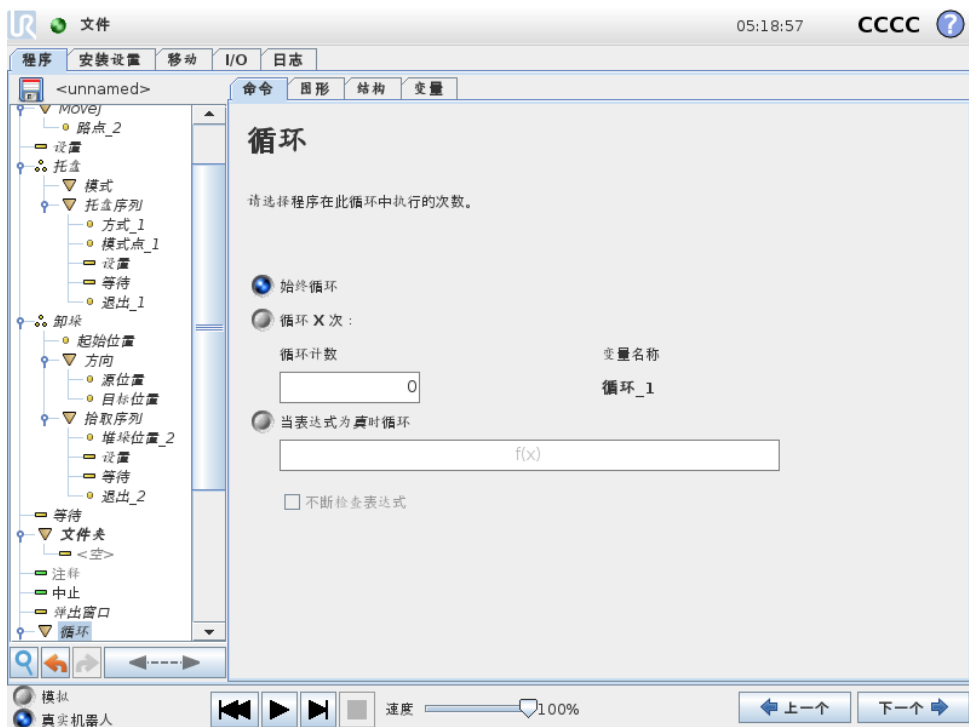 UR 文件 05:18:57 CCCC ?
程序 安装设置 移动 I/O 日志
<unnamed> 命令 图形 结构 变量
MoveJ
路点_2
设置
托盘
模式
托盘序列
方式_1
模式点_1
设置
等待
退出_1
卸垛
起始位置
方向
源位置
目标位置
拾取序列
堆垛位置_2
设置
等待
退出_2
等待
文件夹
<空>
注释
中止
弹出窗口
循环
循环
请选择程序在此循环中执行的次数。
始终循环
循环 X 次：
循环计数 变量名称
0 循环_1
当表达式为真时循环
f(x)
不断检查表达式
模拟
真实机器人
速度 100%
上一个 下一个